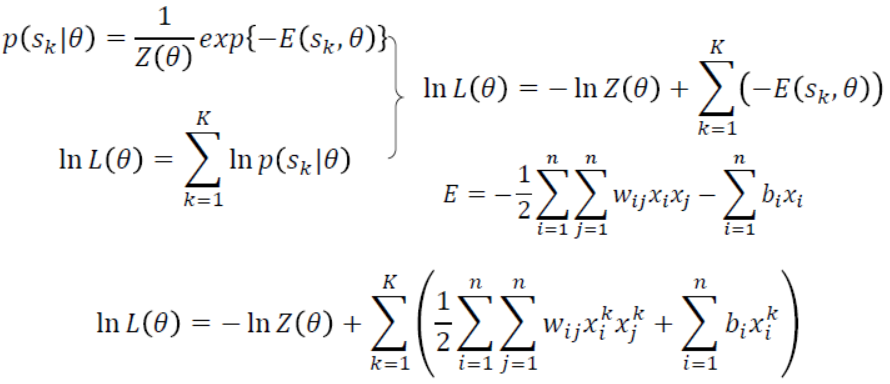 p(s_k|θ) = \frac{1}{Z(θ)} exp{-E(s_k, θ)}
ln L(θ) = \sum_{k=1}^{K} ln p(s_k|θ)
ln L(θ) = - ln Z(θ) + \sum_{k=1}^{K} (-E(s_k, θ))
E = -\frac{1}{2} \sum_{i=1}^{n} \sum_{j=1}^{n} w_{ij} x_i x_j - \sum_{i=1}^{n} b_i x_i
ln L(θ) = - ln Z(θ) + \sum_{k=1}^{K} ( \frac{1}{2} \sum_{i=1}^{n} \sum_{j=1}^{n} w_{ij} x_i^k x_j^k + \sum_{i=1}^{n} b_i x_i^k )